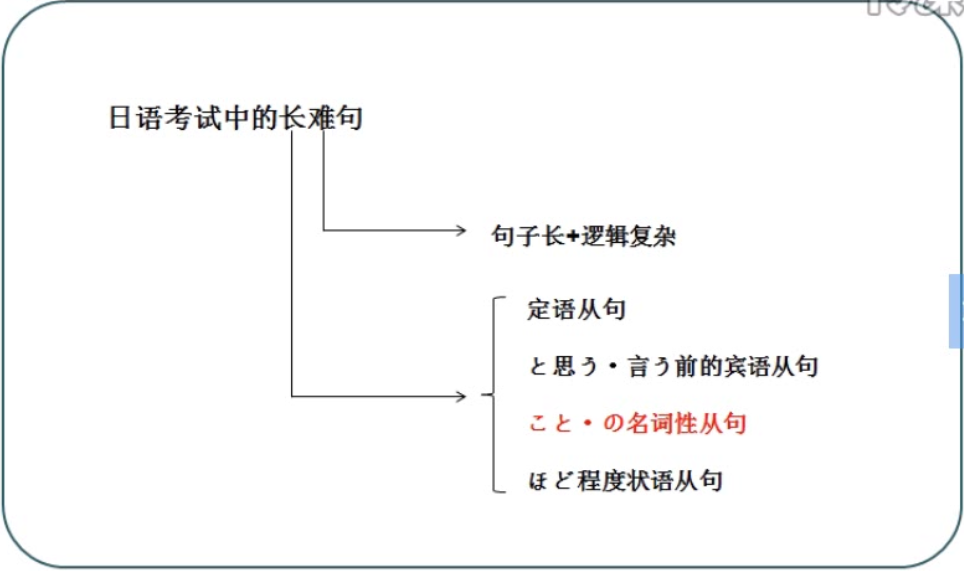 日语考试中的长难句
句子长+逻辑复杂
定语从句
と思う・言う前的宾语从句
こと・の名词性从句
ほど程度状语从句